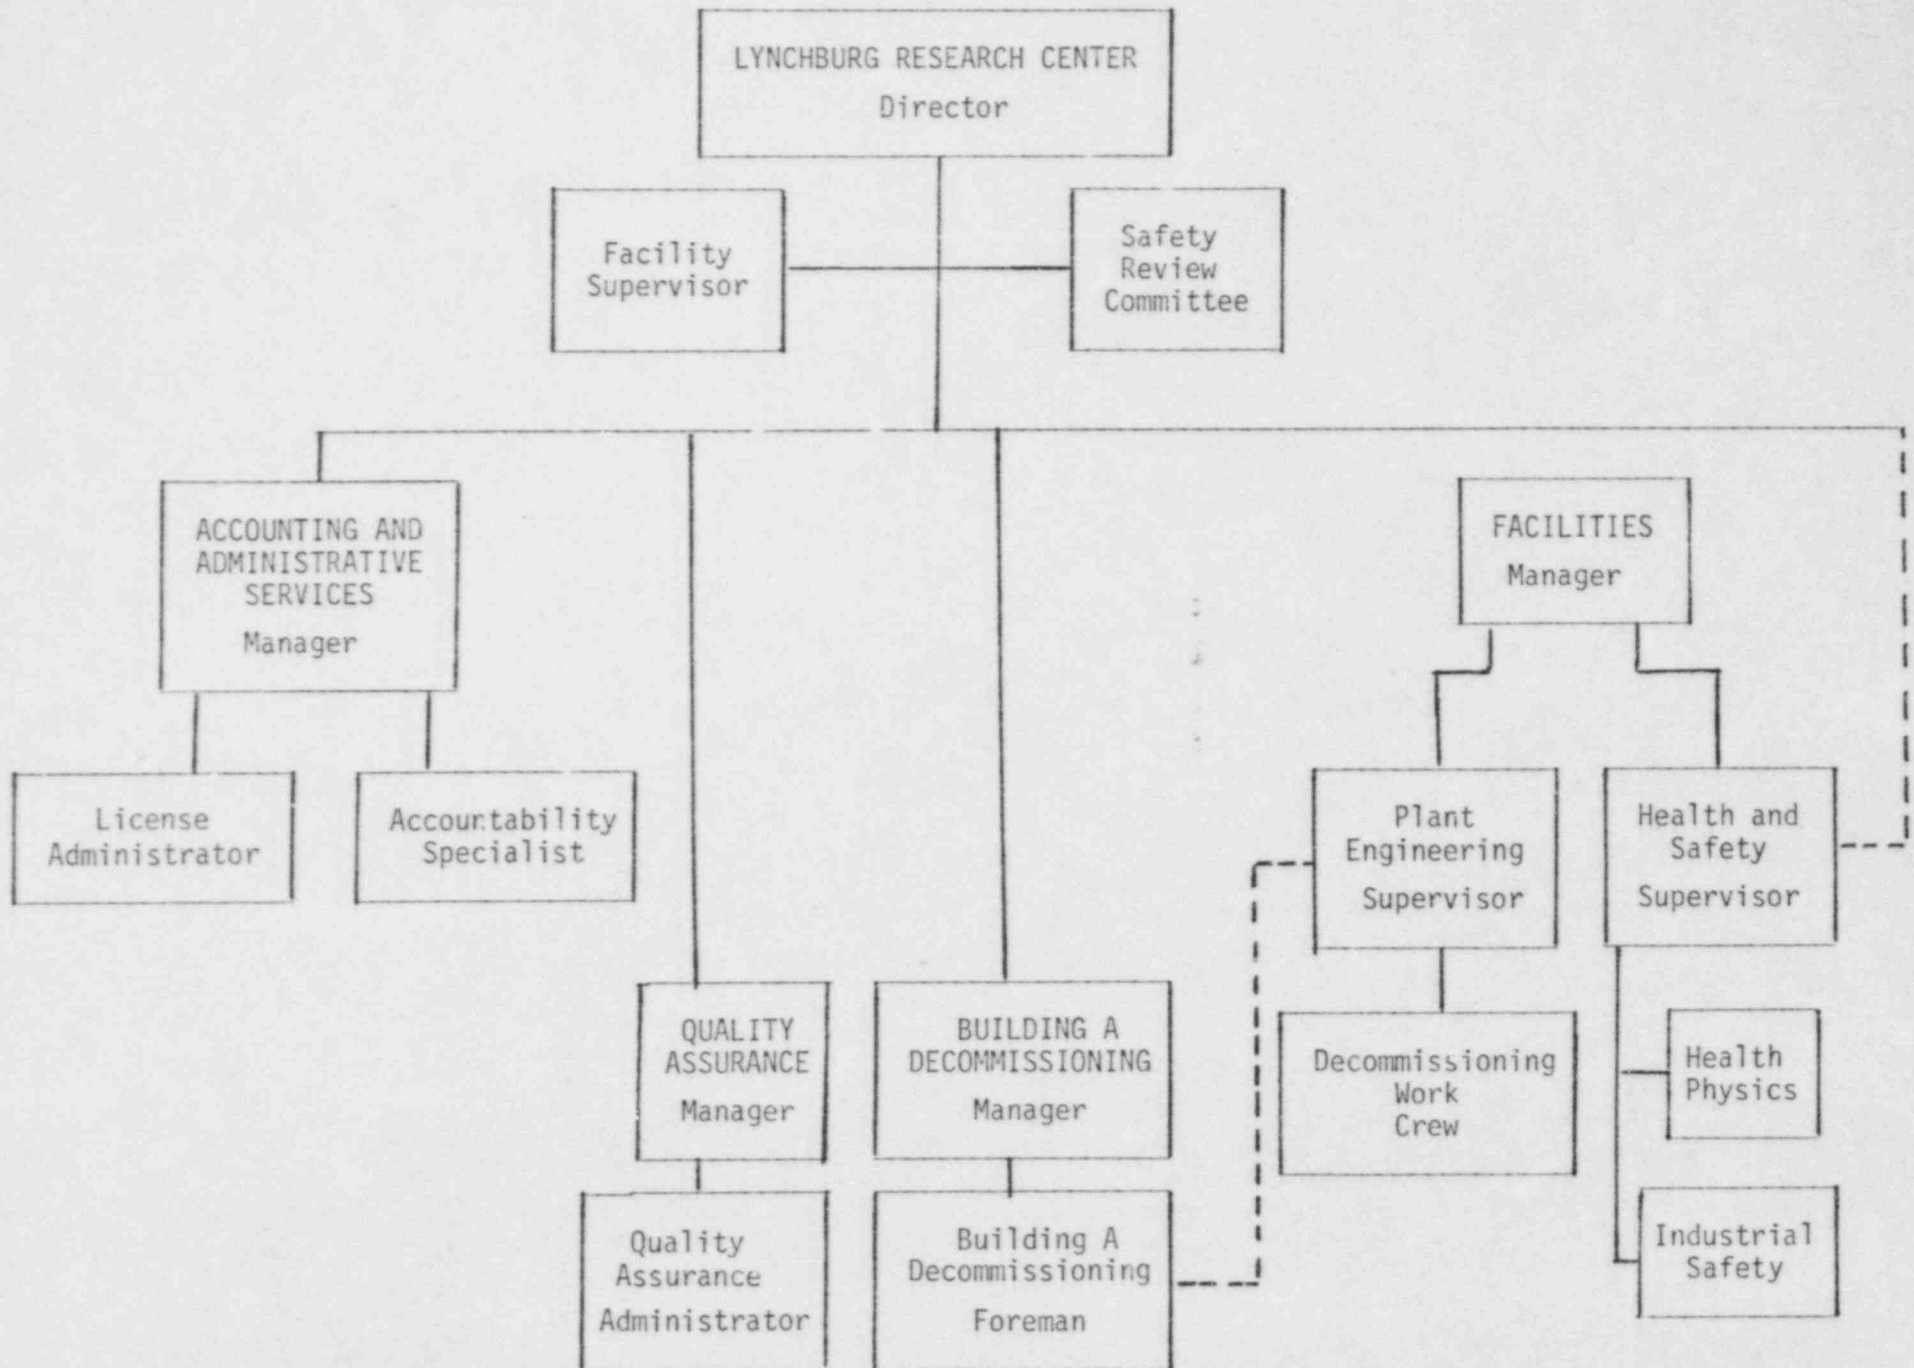 LYNCHBURG RESEARCH CENTER
Director
Facility
Supervisor
Safety
Review
Committee
ACCOUNTING AND
ADMINISTRATIVE
SERVICES
Manager
FACILITIES
Manager
License
Administrator
Accountability
Specialist
Plant
Engineering
Supervisor
Health and
Safety
Supervisor
QUALITY
ASSURANCE
Manager
BUILDING A
DECOMMISSIONING
Manager
Decommissioning
Work
Crew
Health
Physics
Quality
Assurance
Administrator
Building A
Decommissioning
Foreman
Industrial
Safety